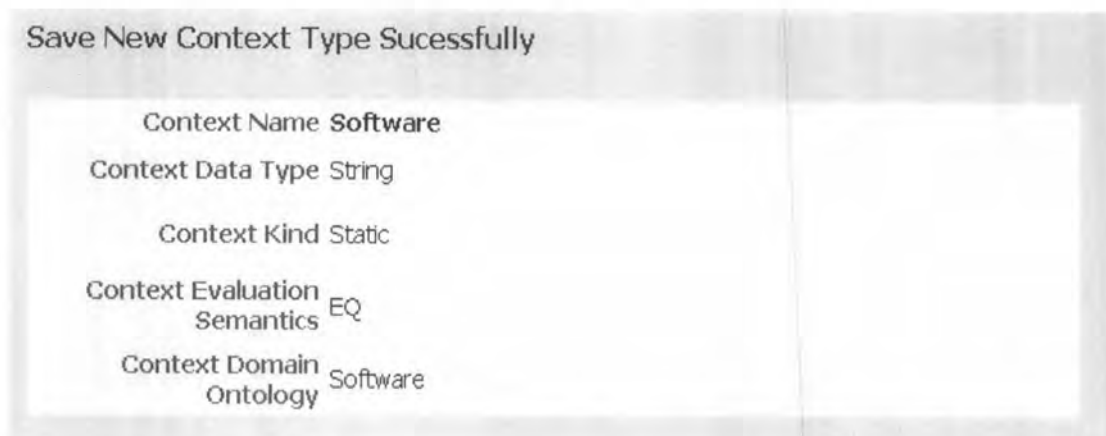 Save New Context Type Sucessfully
Context Name Software
Context Data Type String
Context Kind Static
Context Evaluation
Semantics EQ
Context Domain
Ontology Software